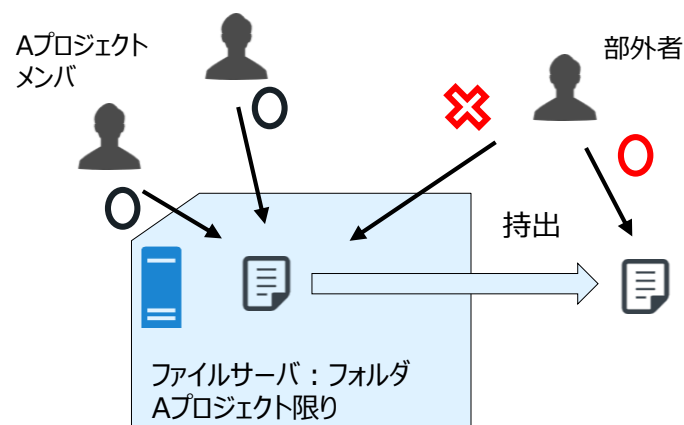 Aプロジェクト
メンバ
部外者
持出
ファイルサーバ：フォルダ
Aプロジェクト限り